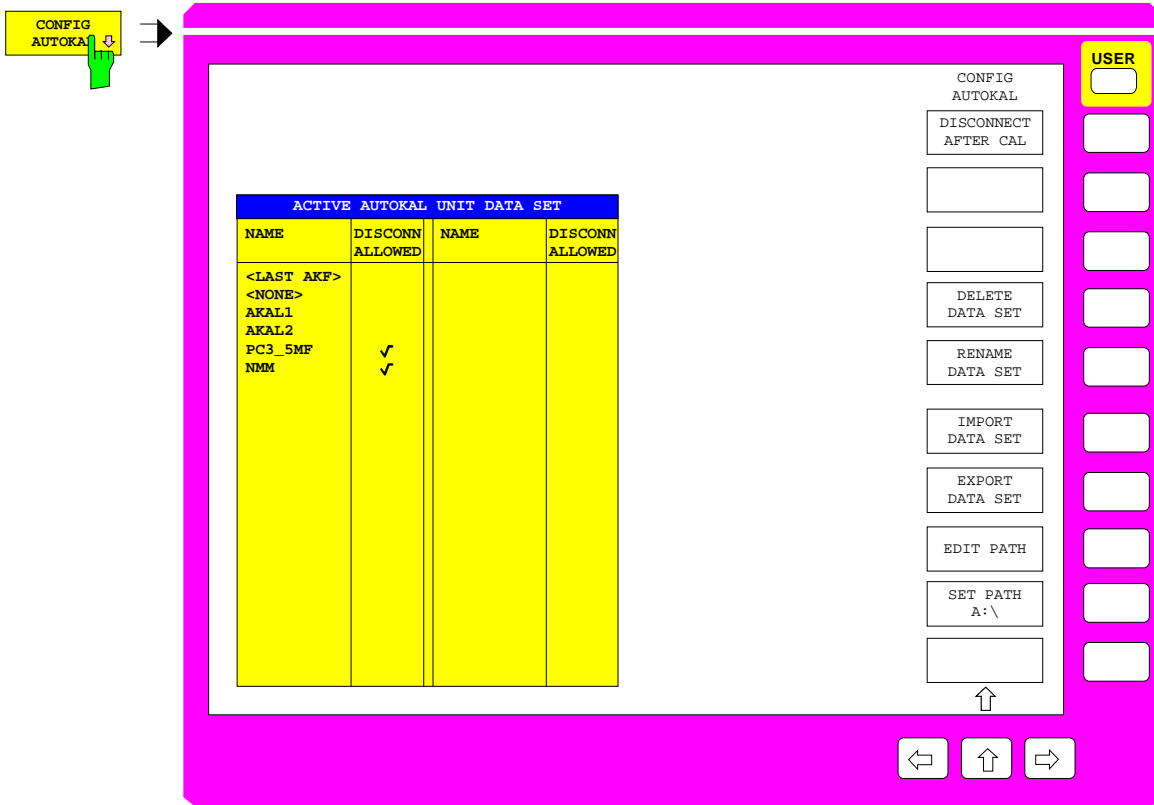 CONFIG
AUTOKAL
USER
CONFIG
AUTOKAL
DISCONNECT
AFTER CAL
ACTIVE AUTOKAL UNIT DATA SET
NAME DISCONN ALLOWED NAME DISCONN ALLOWED
<LAST AKF>
<NONE>
AKAL1
AKAL2
PC3_5MF √
NMM √
DELETE
DATA SET
RENAME
DATA SET
IMPORT
DATA SET
EXPORT
DATA SET
EDIT PATH
SET PATH
A:\